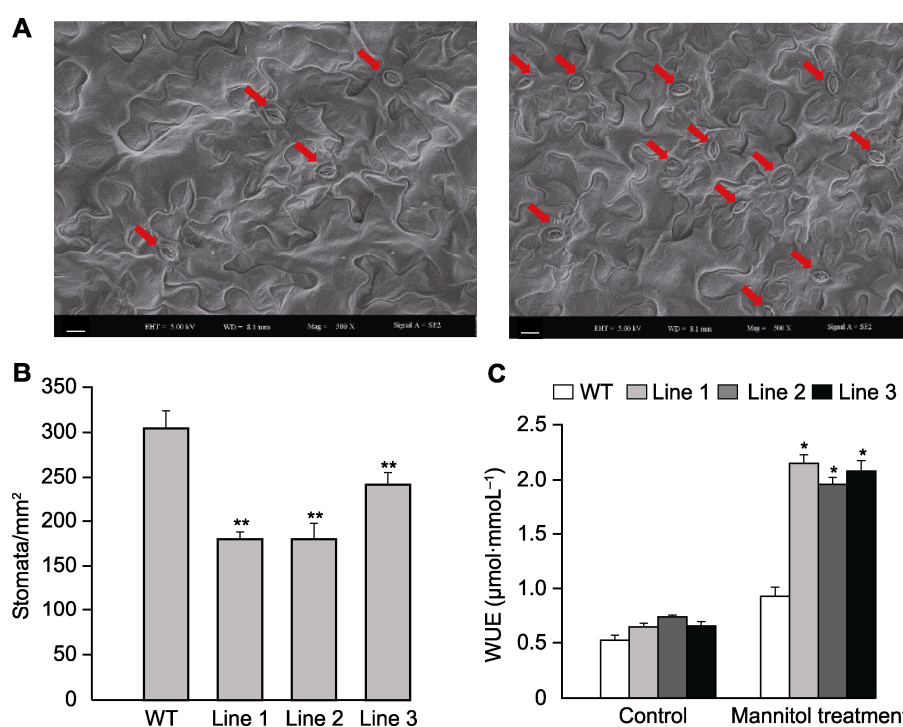 A
EHT = 5.00 kV WD = 8.1 mm Mag = 500 X Signal A = SE2
EHT = 5.00 kV WD = 8.1 mm Mag = 500 X Signal A = SE2
B
350
300
250
200
150
100
50
0
Stomata/mm²
**
**
**
WT Line 1 Line 2 Line 3
C
WT Line 1 Line 2 Line 3
2.5
2.0
1.5
1.0
0.5
0
WUE (μmol·mmoL⁻¹)
*
*
*
Control Mannitol treatment